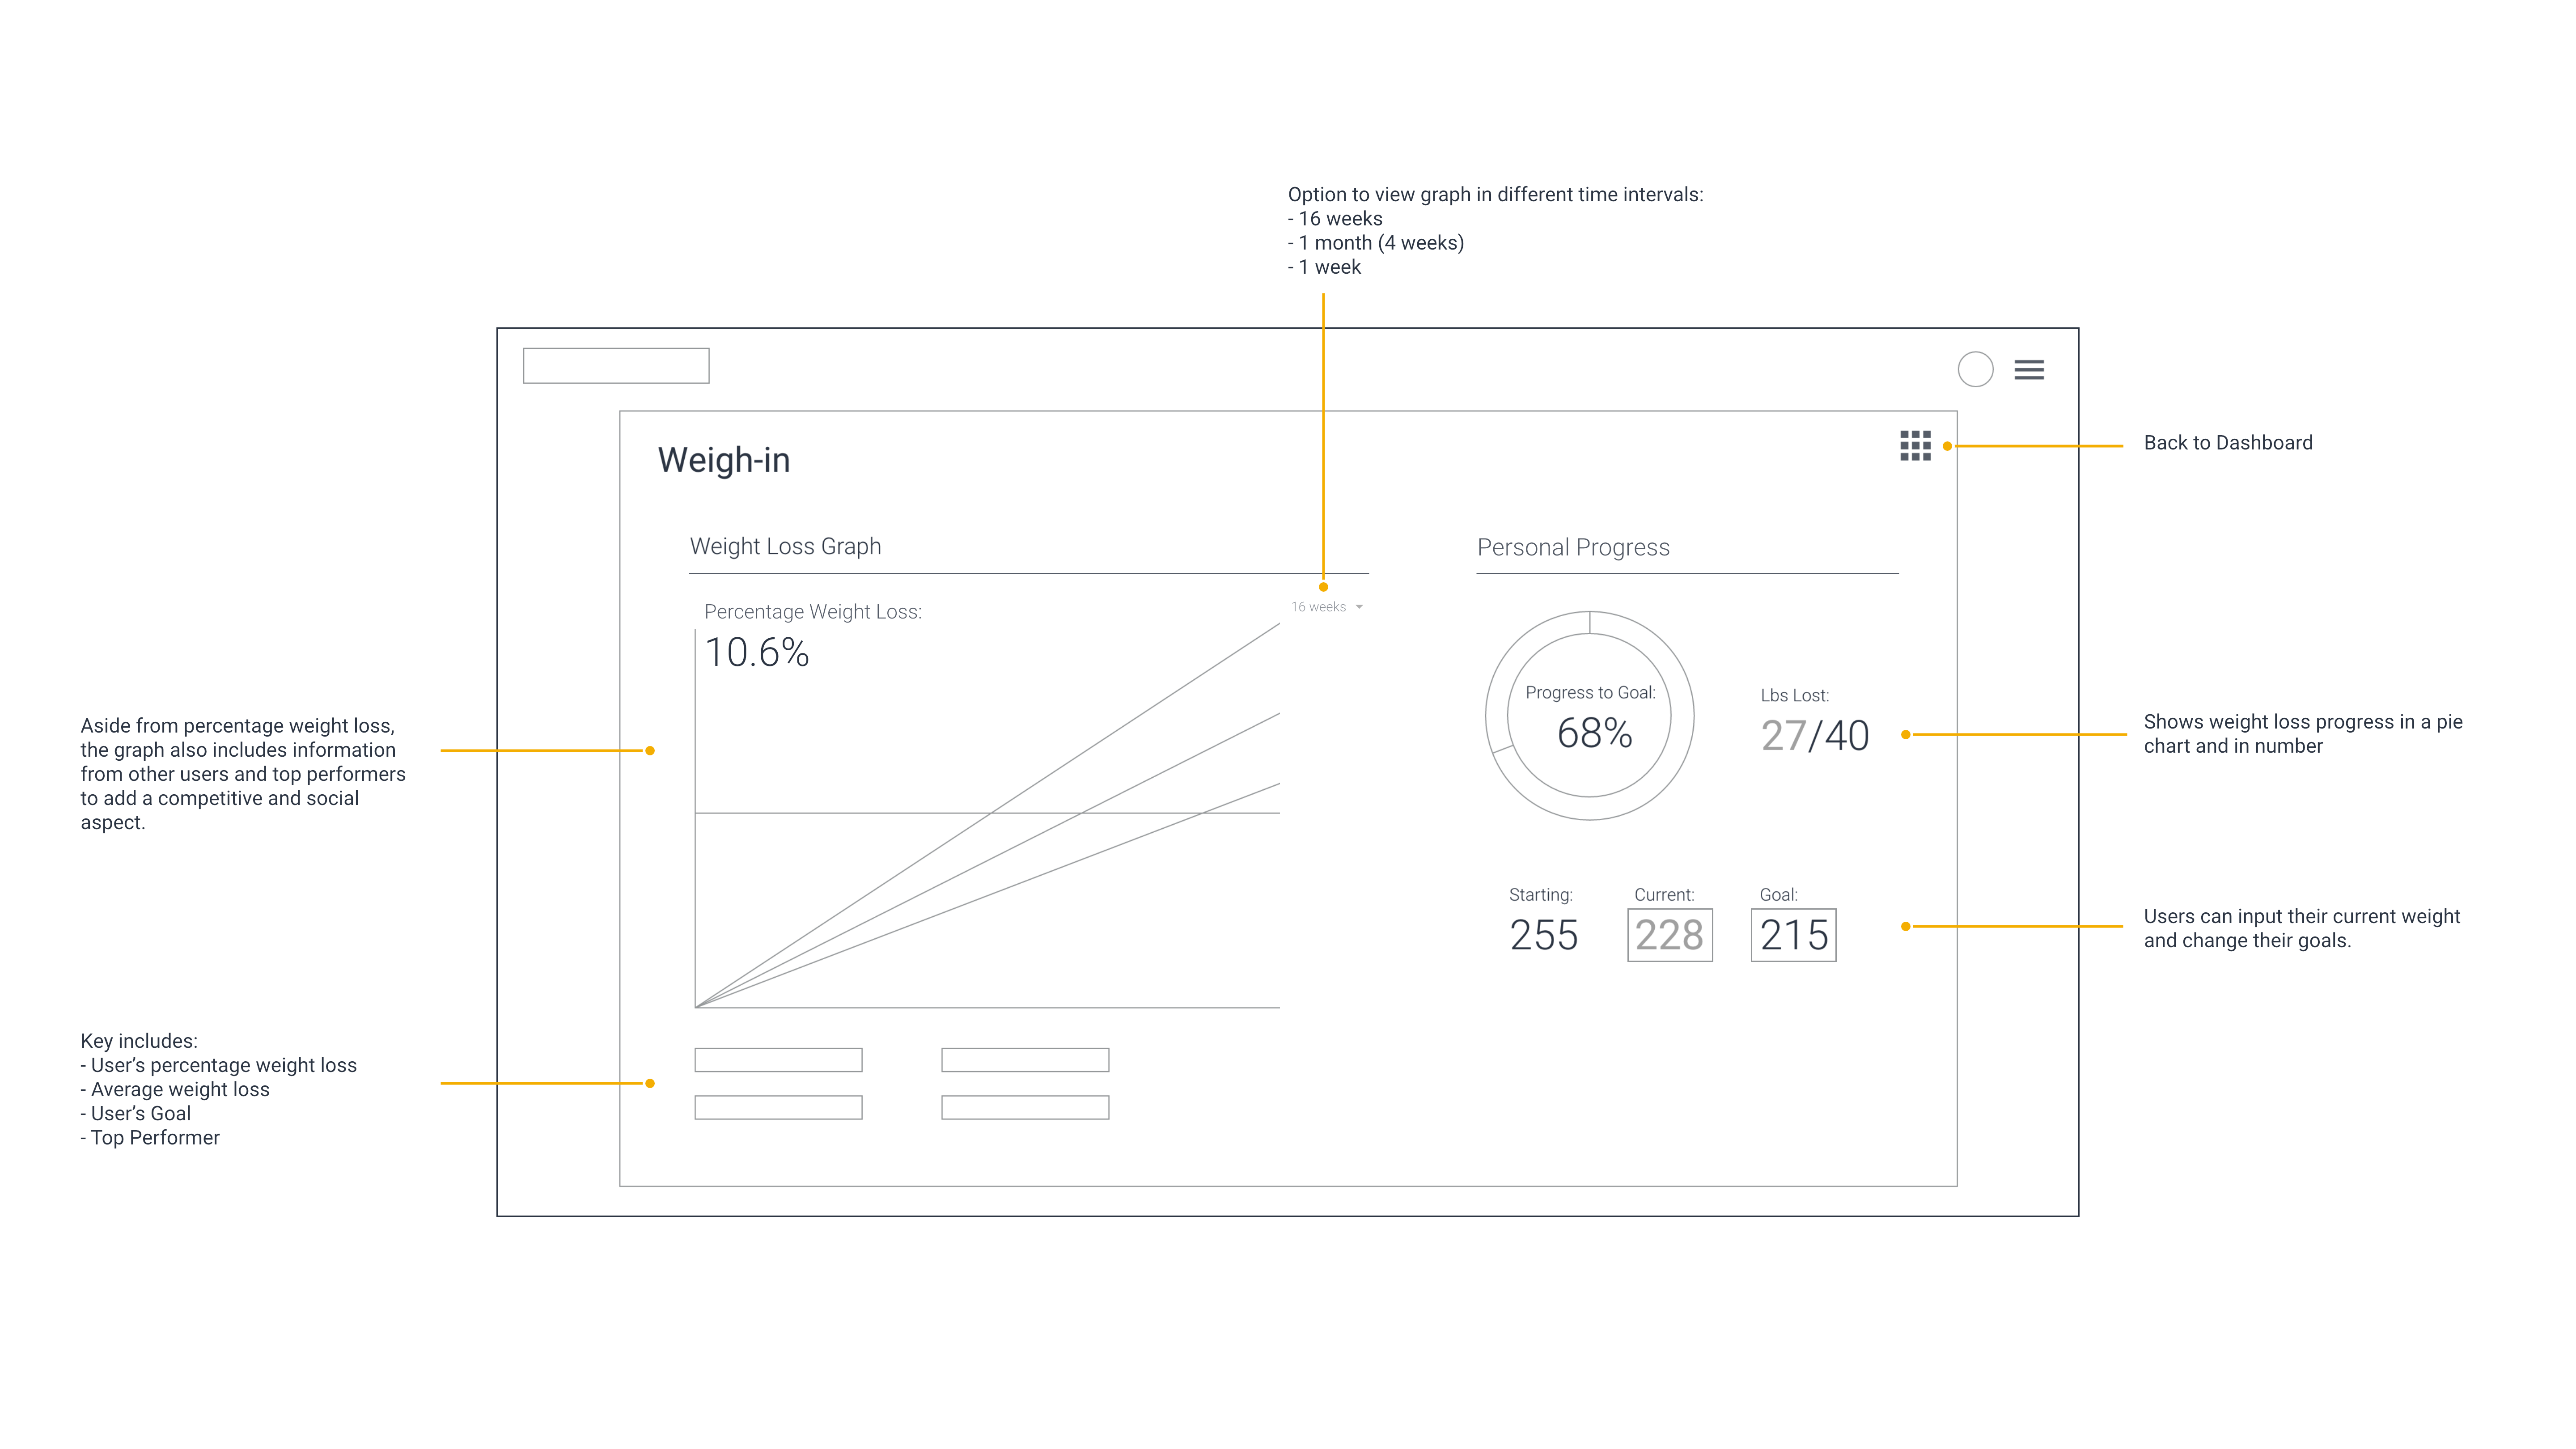 Option to view graph in different time intervals:
- 16 weeks
- 1 month (4 weeks)
- 1 week
Weigh-in
Back to Dashboard
Weight Loss Graph
Percentage Weight Loss:
10.6%
16 weeks
Personal Progress
Progress to Goal:
68%
Lbs Lost:
27/40
Shows weight loss progress in a pie
chart and in number
Starting:
255
Current:
228
Goal:
215
Users can input their current weight
and change their goals.
Aside from percentage weight loss,
the graph also includes information
from other users and top performers
to add a competitive and social
aspect.
Key includes:
- User’s percentage weight loss
- Average weight loss
- User’s Goal
- Top Performer